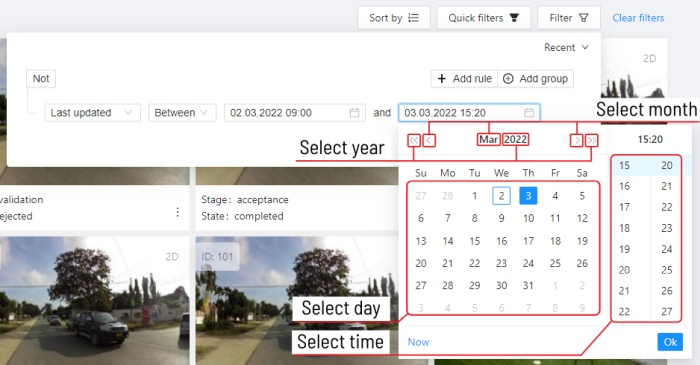 Sort by
Quick filters
Filter
Clear filters
Recent
2D
Not
Add rule
Add group
Last updated
Between
02.03.2022 09:00
and
03.03.2022 15:20
Select month
Select year
Mar 2022
15:20
Su Mo Tu We Th Fr Sa
27 28 1 2 3 4 5
6 7 8 9 10 11 12
13 14 15 16 17 18 19
20 21 22 23 24 25 26
27 28 29 30 31 1 2
3 4 5 6 7 8 9
15 20
16 21
17 22
18 23
19 24
20 25
21 26
22 27
Select day
Select time
Now
Ok
validation
ejected
Stage: acceptance
State: completed
2D
ID: 101